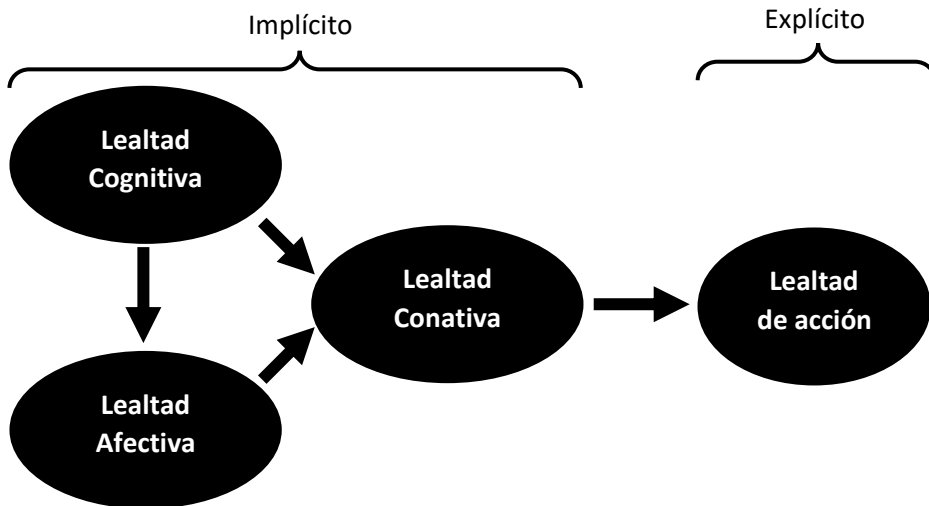 Implícito
Explícito
Lealtad
Cognitiva
Lealtad
Conativa
Lealtad
de acción
Lealtad
Afectiva